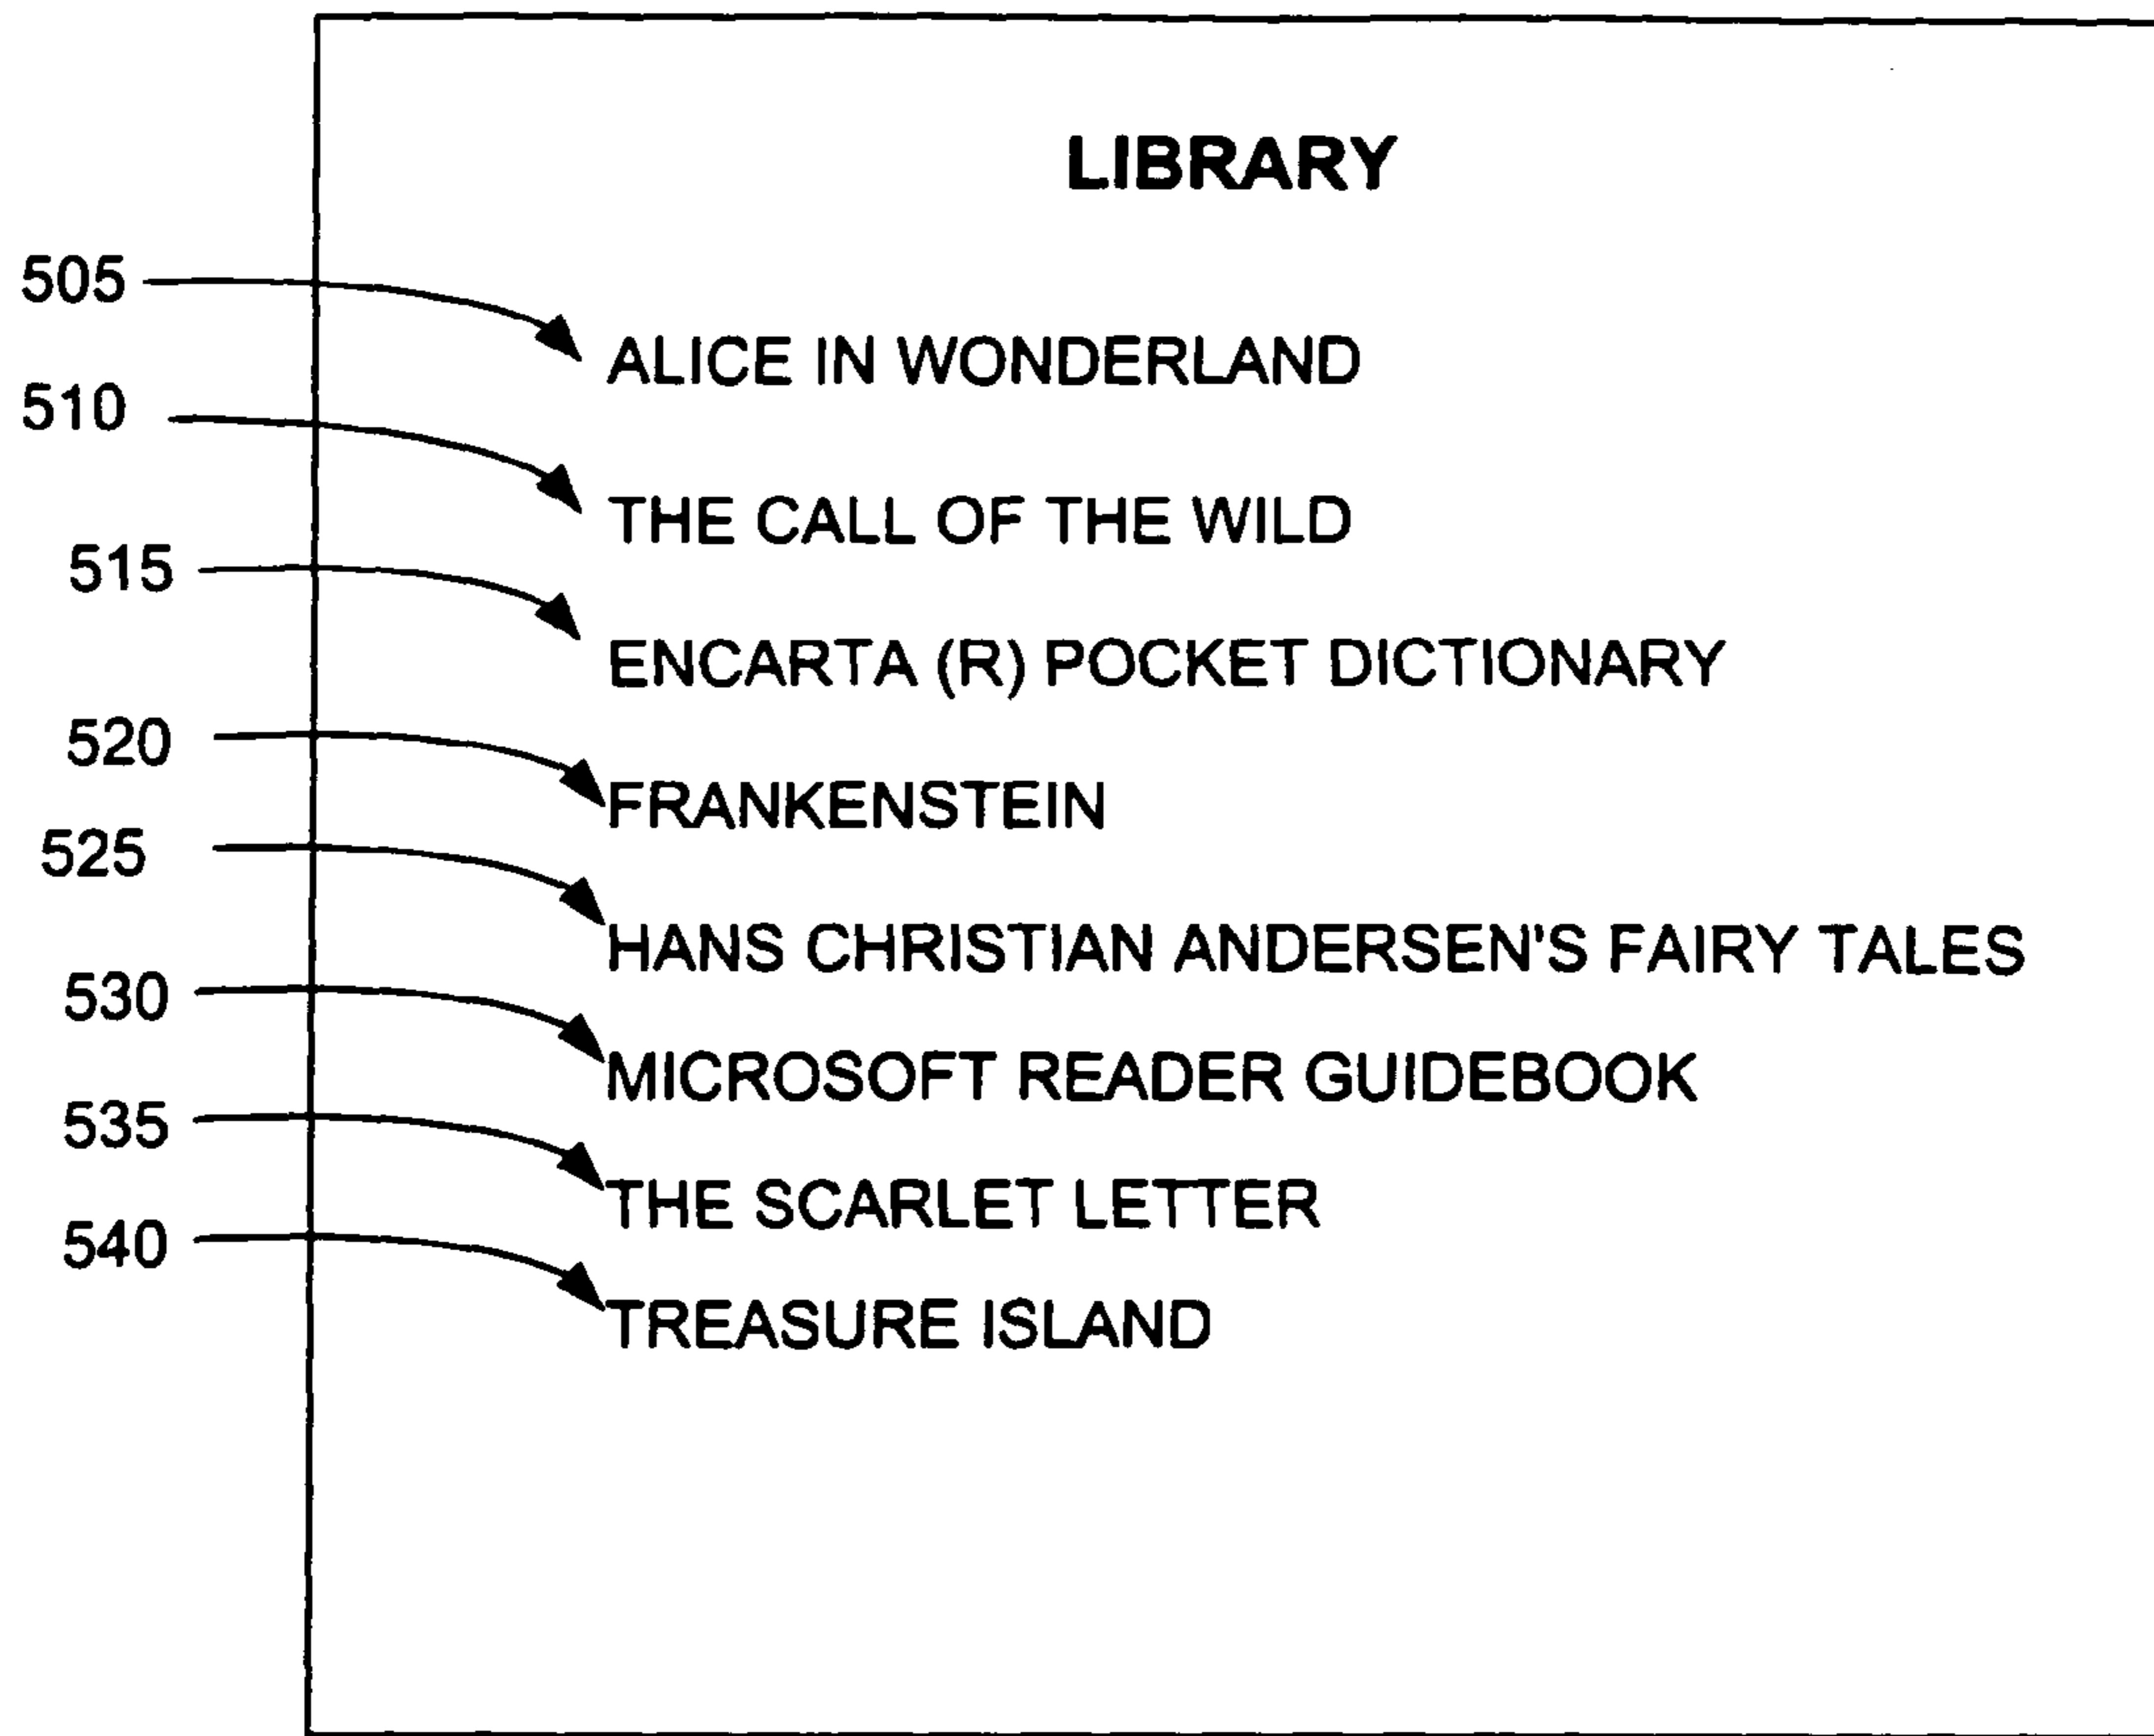 LIBRARY
505
ALICE IN WONDERLAND
510
THE CALL OF THE WILD
515
ENCARTA (R) POCKET DICTIONARY
520
FRANKENSTEIN
525
HANS CHRISTIAN ANDERSEN'S FAIRY TALES
530
MICROSOFT READER GUIDEBOOK
535
THE SCARLET LETTER
540
TREASURE ISLAND